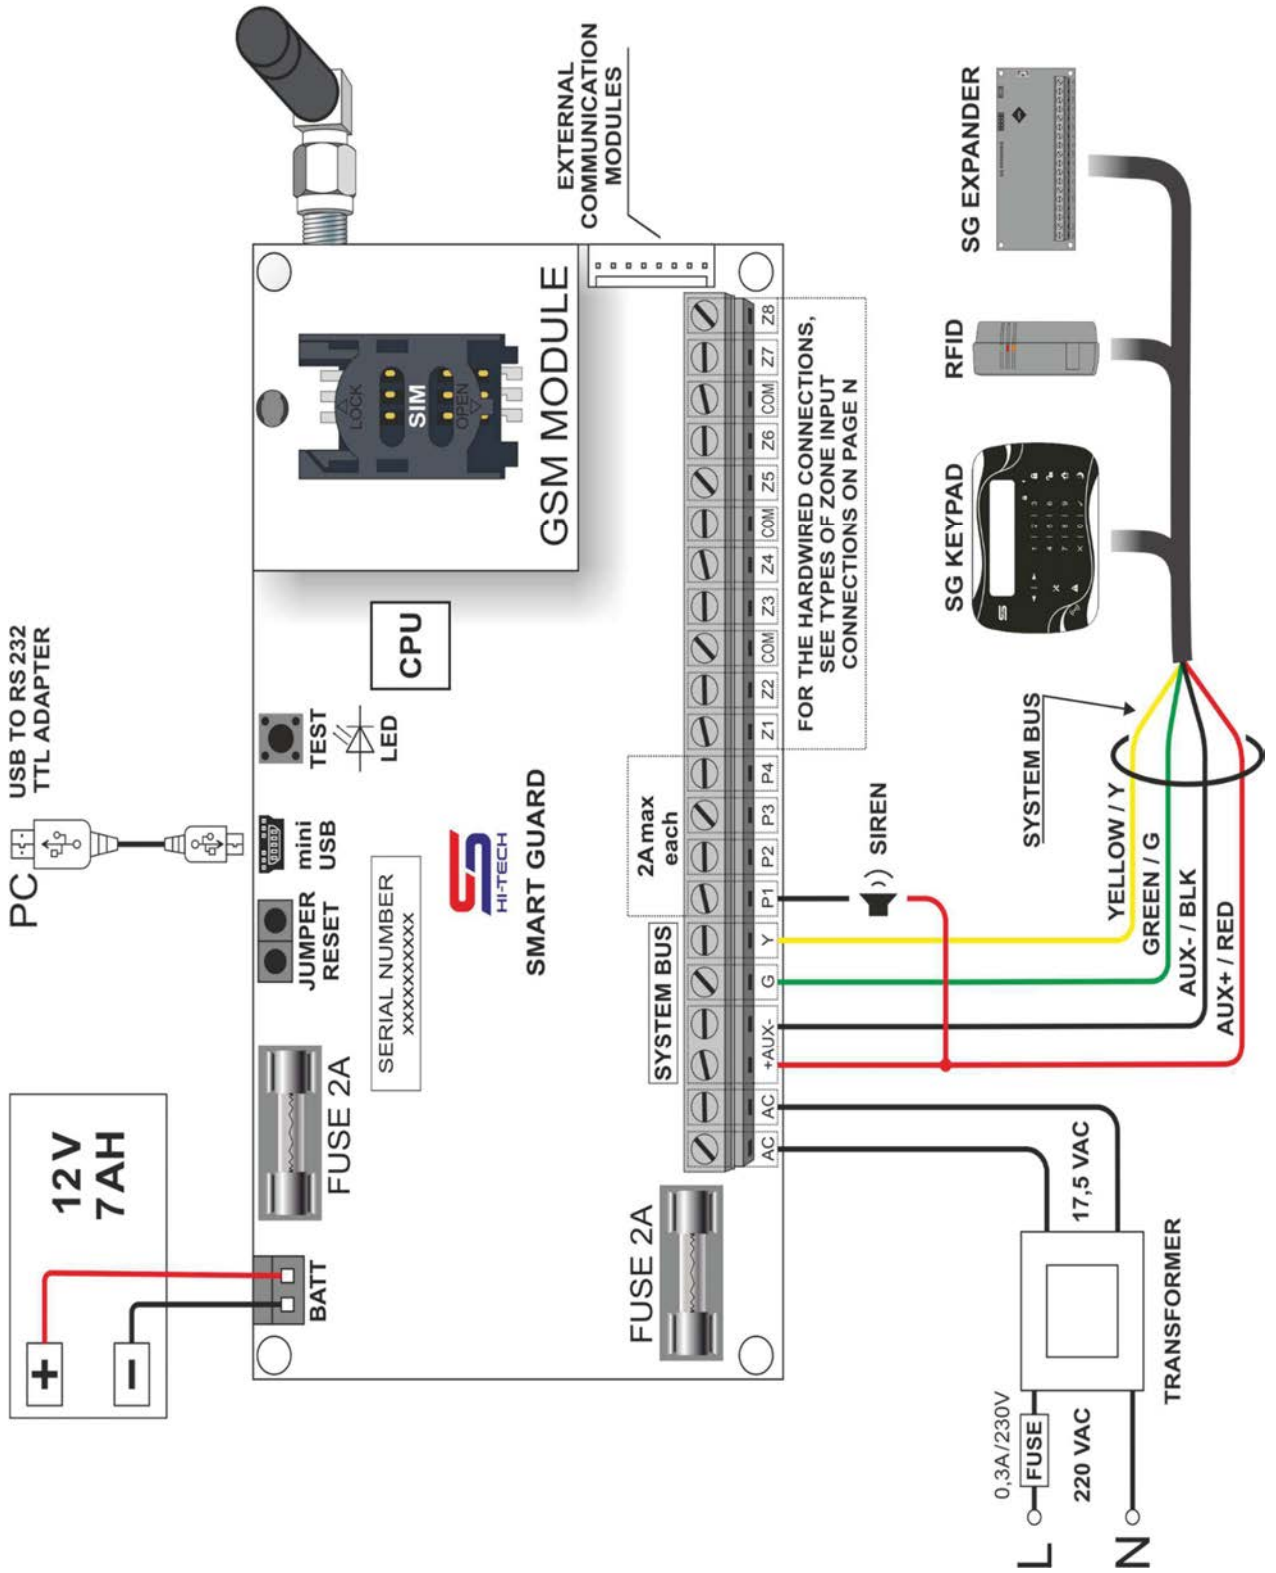 12V
7AH
+
−
BATT
FUSE 2A
PC
USB TO RS 232
TTL ADAPTER
JUMPER
RESET
mini
USB
TEST
LED
CPU
SERIAL NUMBER
xxxxxxxxxx
HI-TECH
SMART GUARD
LOCK
SIM
OPEN
GSM MODULE
EXTERNAL
COMMUNICATION
MODULES
FUSE 2A
SYSTEM BUS
2Amax
each
AC
AC
+AUX-
G
Y
P1
P2
P3
P4
Z1
Z2
COM
Z3
Z4
COM
Z5
Z6
COM
Z7
Z8
FOR THE HARDWIRED CONNECTIONS,
SEE TYPES OF ZONE INPUT
CONNECTIONS ON PAGE N
SIREN
SYSTEM BUS
YELLOW / Y
GREEN / G
AUX- / BLK
AUX+ / RED
SG KEYPAD
RFID
SG EXPANDER
17,5 VAC
TRANSFORMER
0,3A/230V
FUSE
220 VAC
L
N